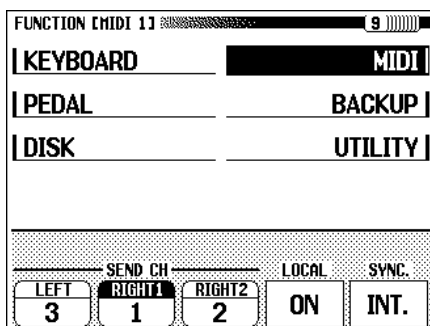 FUNCTION [MIDI 1] 9
KEYBOARD MIDI
PEDAL BACKUP
DISK UTILITY
SEND CH LOCAL SYNC.
LEFT RIGHT1 RIGHT2
3 1 2 ON INT.